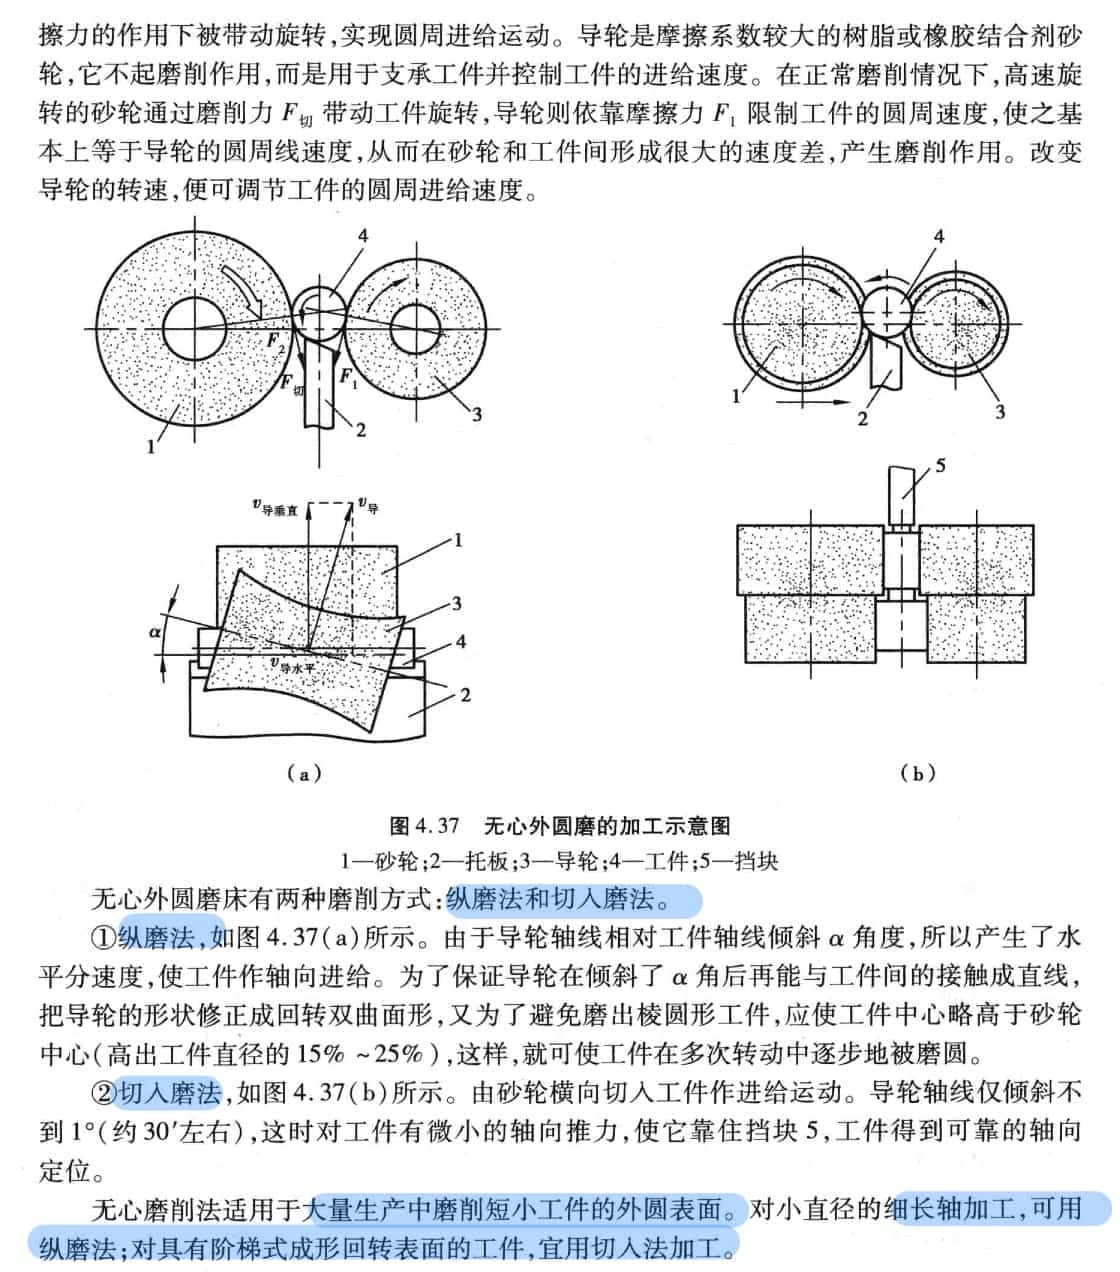 擦力的作用下被带动旋转,实现圆周进给运动。导轮是摩擦系数较大的树脂或橡胶结合剂砂
轮,它不起磨削作用,而是用于支承工件并控制工件的进给速度。在正常磨削情况下,高速旋
转的砂轮通过磨削力 F切 带动工件旋转,导轮则依靠摩擦力 F1 限制工件的圆周速度,使之基
本上等于导轮的圆周线速度,从而在砂轮和工件间形成很大的速度差,产生磨削作用。改变
导轮的转速,便可调节工件的圆周进给速度。
4
F2
F切
F1
1
2
3
v导垂直
v导
1
3
α
4
v导水平
2
(a)
4
1
2
3
5
(b)
图 4.37 无心外圆磨的加工示意图
1—砂轮;2—托板;3—导轮;4—工件;5—挡块
无心外圆磨床有两种磨削方式:纵磨法和切入磨法。
①纵磨法,如图 4.37(a)所示。由于导轮轴线相对工件轴线倾斜 α 角度,所以产生了水
平分速度,使工件作轴向进给。为了保证导轮在倾斜了 α 角后再能与工件间的接触成直线,
把导轮的形状修正成回转双曲面形,又为了避免磨出棱圆形工件,应使工件中心略高于砂轮
中心(高出工件直径的 15% ~25%),这样,就可使工件在多次转动中逐步地被磨圆。
②切入磨法,如图 4.37(b)所示。由砂轮横向切入工件作进给运动。导轮轴线仅倾斜不
到 1°(约 30′左右),这时对工件有微小的轴向推力,使它靠住挡块 5,工件得到可靠的轴向
定位。
无心磨削法适用于大量生产中磨削短小工件的外圆表面。对小直径的细长轴加工,可用
纵磨法;对具有阶梯式成形回转表面的工件,宜用切入法加工。